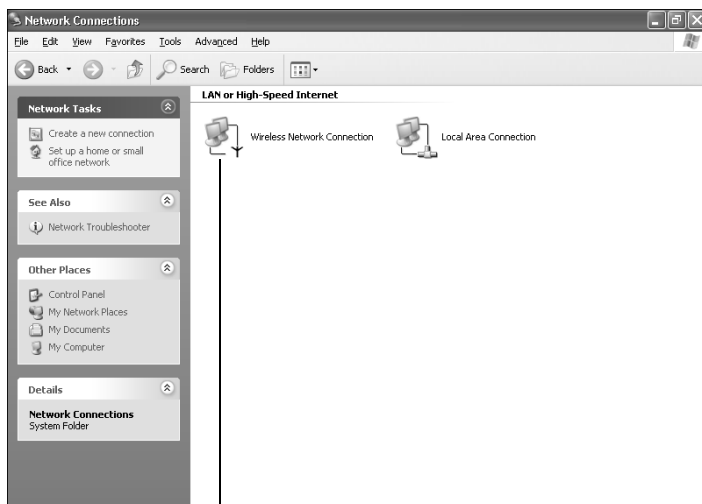 Network Connections
File Edit View Favorites Tools Advanced Help
Back Search Folders
Network Tasks
Create a new connection
Set up a home or small
office network
See Also
Network Troubleshooter
Other Places
Control Panel
My Network Places
My Documents
My Computer
Details
Network Connections
System Folder
LAN or High-Speed Internet
Wireless Network Connection
Local Area Connection